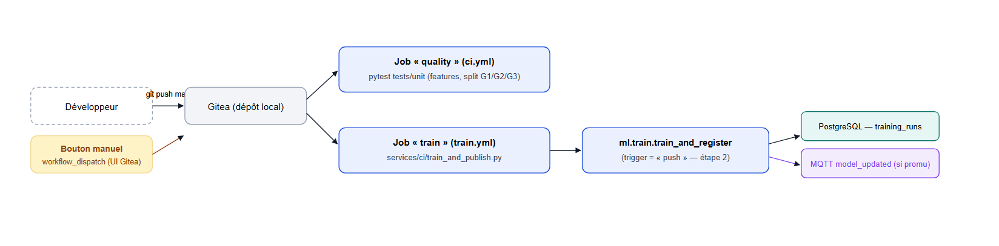 Job « quality » (ci.yml)
pytest tests/unit (features, split G1/G2/G3)
git push ma
Développeur
Gitea (dépôt local)
Bouton manuel
workflow_dispatch (UI Gitea)
Job « train » (train.yml)
services/ci/train_and_publish.py
ml.train.train_and_register
(trigger = « push » — étape 2)
PostgreSQL — training_runs
MQTT model_updated (si promu)